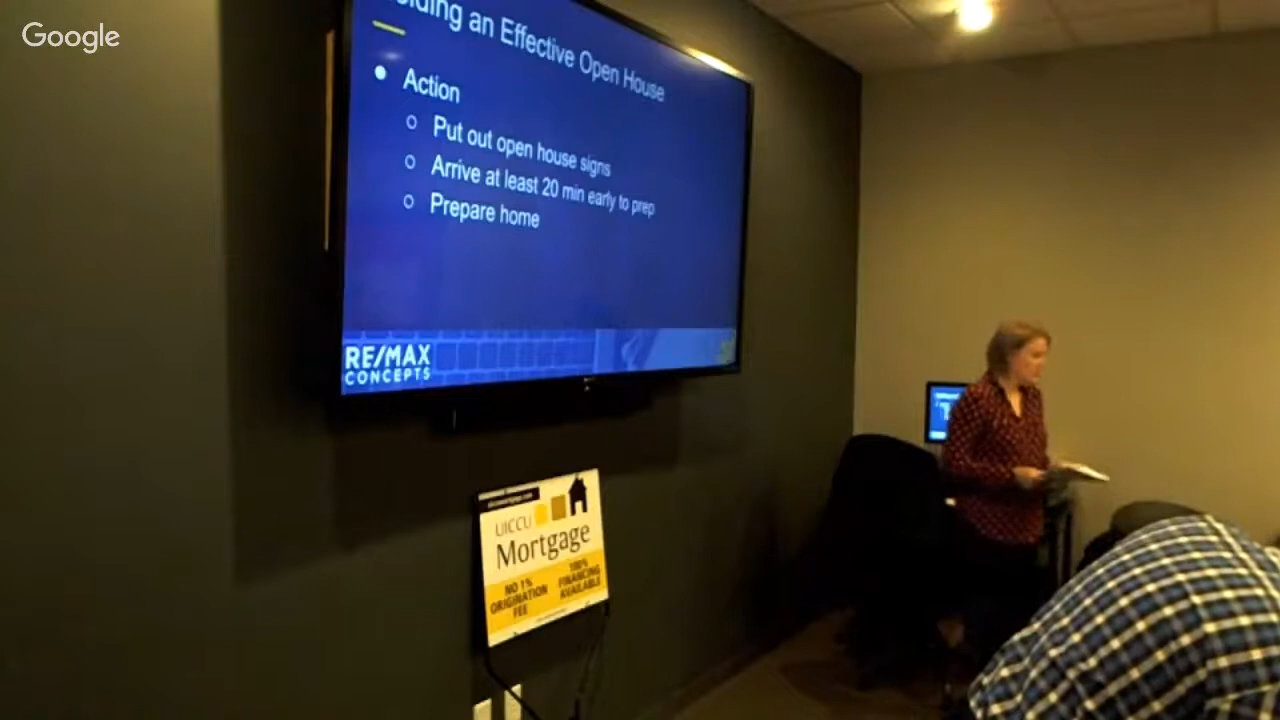 Google
olding an Effective Open House
Action
Put out open house signs
Arrive at least 20 min early to prep
Prepare home
RE/MAX
CONCEPTS
UICCU
Mortgage
NO 1%
ORIGINATION
FEE
100%
FINANCING
AVAILABLE